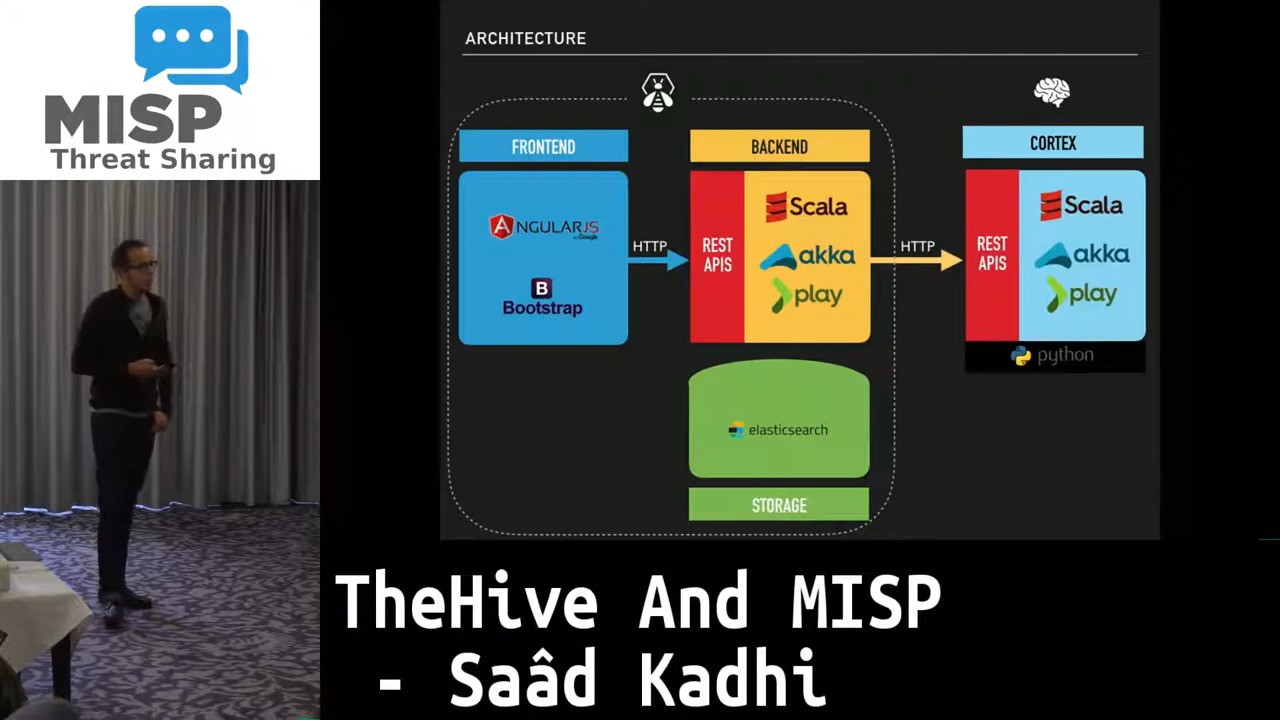 MISP
Threat Sharing
ARCHITECTURE
FRONTEND
BACKEND
CORTEX
ANGULARJS
by Google
Bootstrap
HTTP
REST
APIS
Scala
akka
play
HTTP
REST
APIS
Scala
akka
play
python
elasticsearch
STORAGE
TheHive And MISP
- Saâd Kadhi